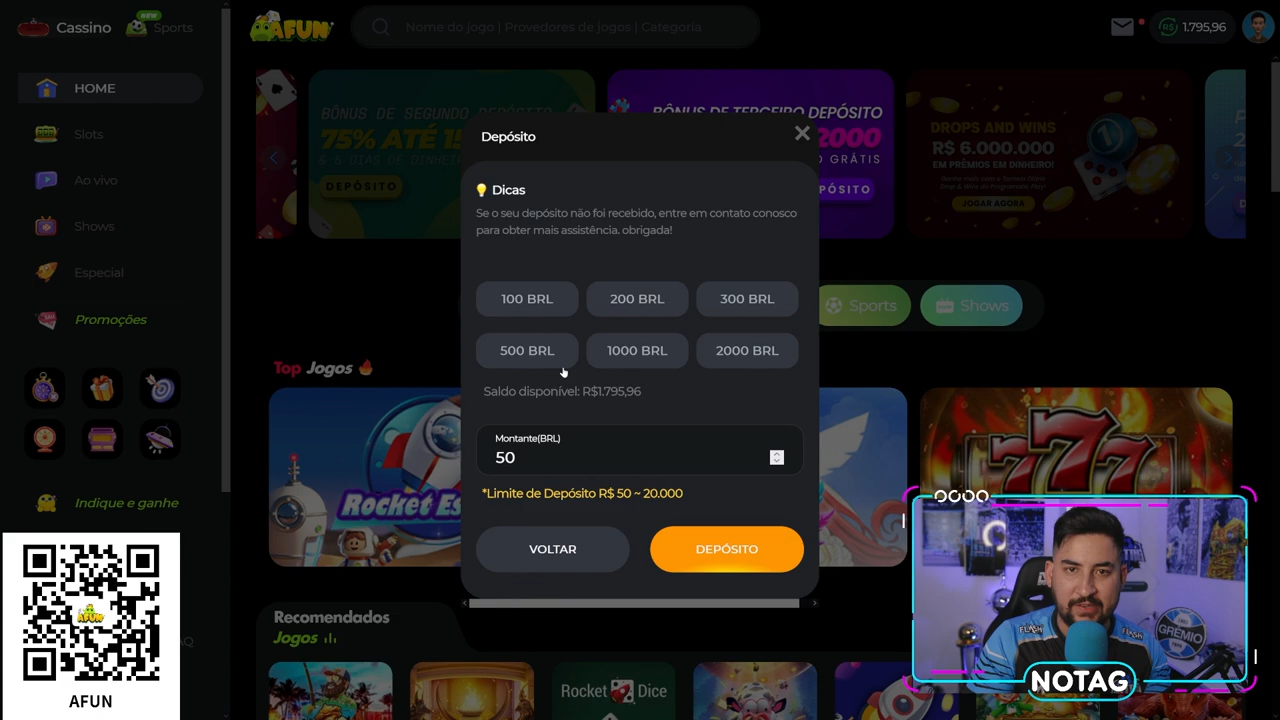 Cassino
NEW
Sports
AFUN
Nome do jogo | Provedores de jogos | Categoria
R$
1.795,96
HOME
Slots
Ao vivo
Shows
Especial
Promoções
Indique e ganhe
AFUN
AFUN
BÔNUS DE SEGUNDO DEPÓSITO
75% ATÉ
DEPÓSITO
BÔNUS DE TERCEIRO DEPÓSITO
2000
GRÁTIS
DROPS AND WINS
R$ 6.000.000
EM PRÊMIOS EM DINHEIRO!
JOGAR AGORA
Depósito
Dicas
Se o seu depósito não foi recebido, entre em contato conosco
para obter mais assistência. obrigada!
100 BRL
200 BRL
300 BRL
500 BRL
1000 BRL
2000 BRL
Saldo disponível: R$1.795,96
Montante(BRL)
50
*Limite de Depósito R$ 50 ~ 20.000
VOLTAR
DEPÓSITO
Sports
Shows
Top Jogos
Rocket
777
Recomendados
Jogos
Rocket Dice
FLASH
FLASH
GRÊMIO
NOTAG